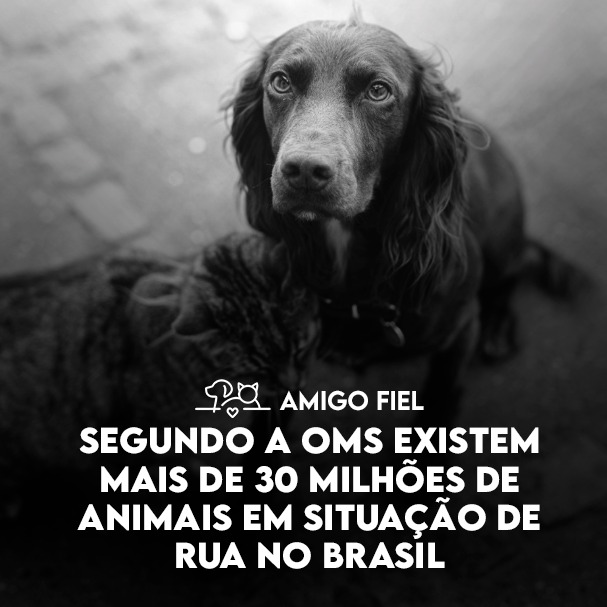 AMIGO FIEL
SEGUNDO A OMS EXISTEM
MAIS DE 30 MILHÕES DE
ANIMAIS EM SITUAÇÃO DE
RUA NO BRASIL